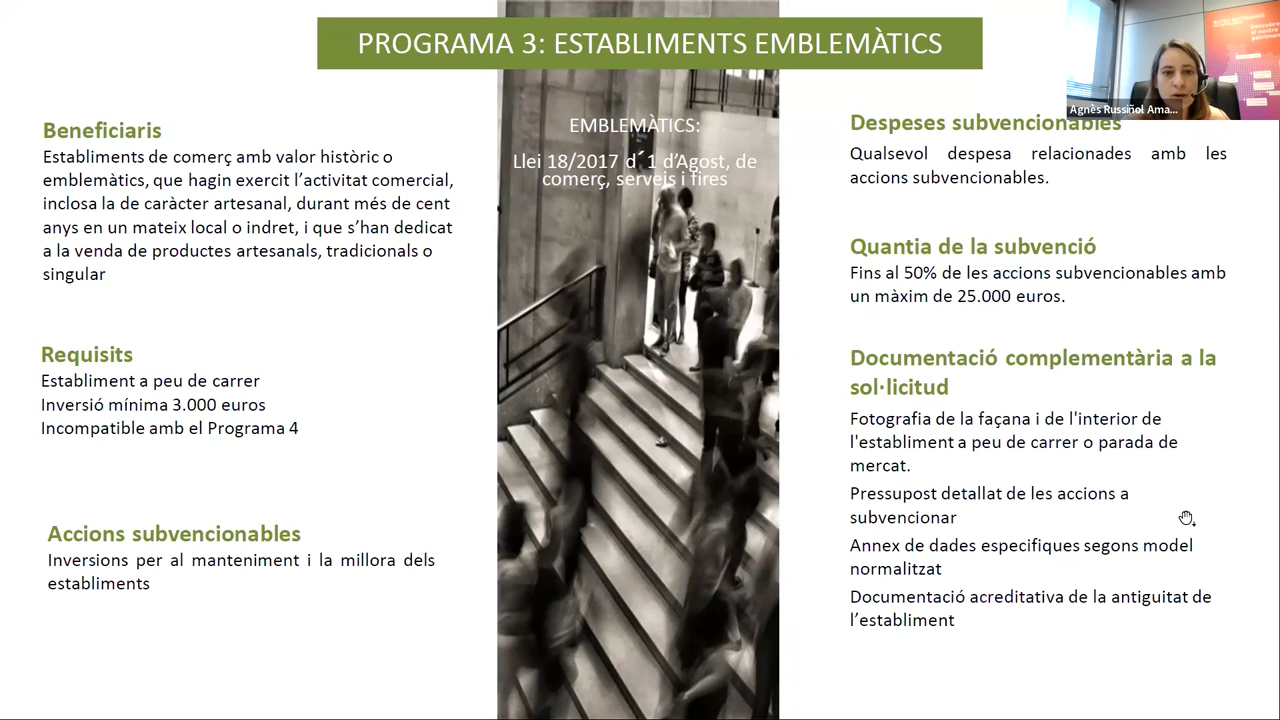 PROGRAMA 3: ESTABLIMENTS EMBLEMÀTICS
Agnès Russiñol Ama...
Beneficiaris
Establiments de comerç amb valor històric o
emblemàtics, que hagin exercit l’activitat comercial,
inclosa la de caràcter artesanal, durant més de cent
anys en un mateix local o indret, i que s’han dedicat
a la venda de productes artesanals, tradicionals o
singular
Requisits
Establiment a peu de carrer
Inversió mínima 3.000 euros
Incompatible amb el Programa 4
Accions subvencionables
Inversions per al manteniment i la millora dels
establiments
EMBLEMÀTICS:
Llei 18/2017 d´1 d’Agost, de
comerç, serveis i fires
Despeses subvencionables
Qualsevol despesa relacionades amb les
accions subvencionables.
Quantia de la subvenció
Fins al 50% de les accions subvencionables amb
un màxim de 25.000 euros.
Documentació complementària a la
sol·licitud
Fotografia de la façana i de l'interior de
l'establiment a peu de carrer o parada de
mercat.
Pressupost detallat de les accions a
subvencionar
Annex de dades especifiques segons model
normalitzat
Documentació acreditativa de la antiguitat de
l’establiment